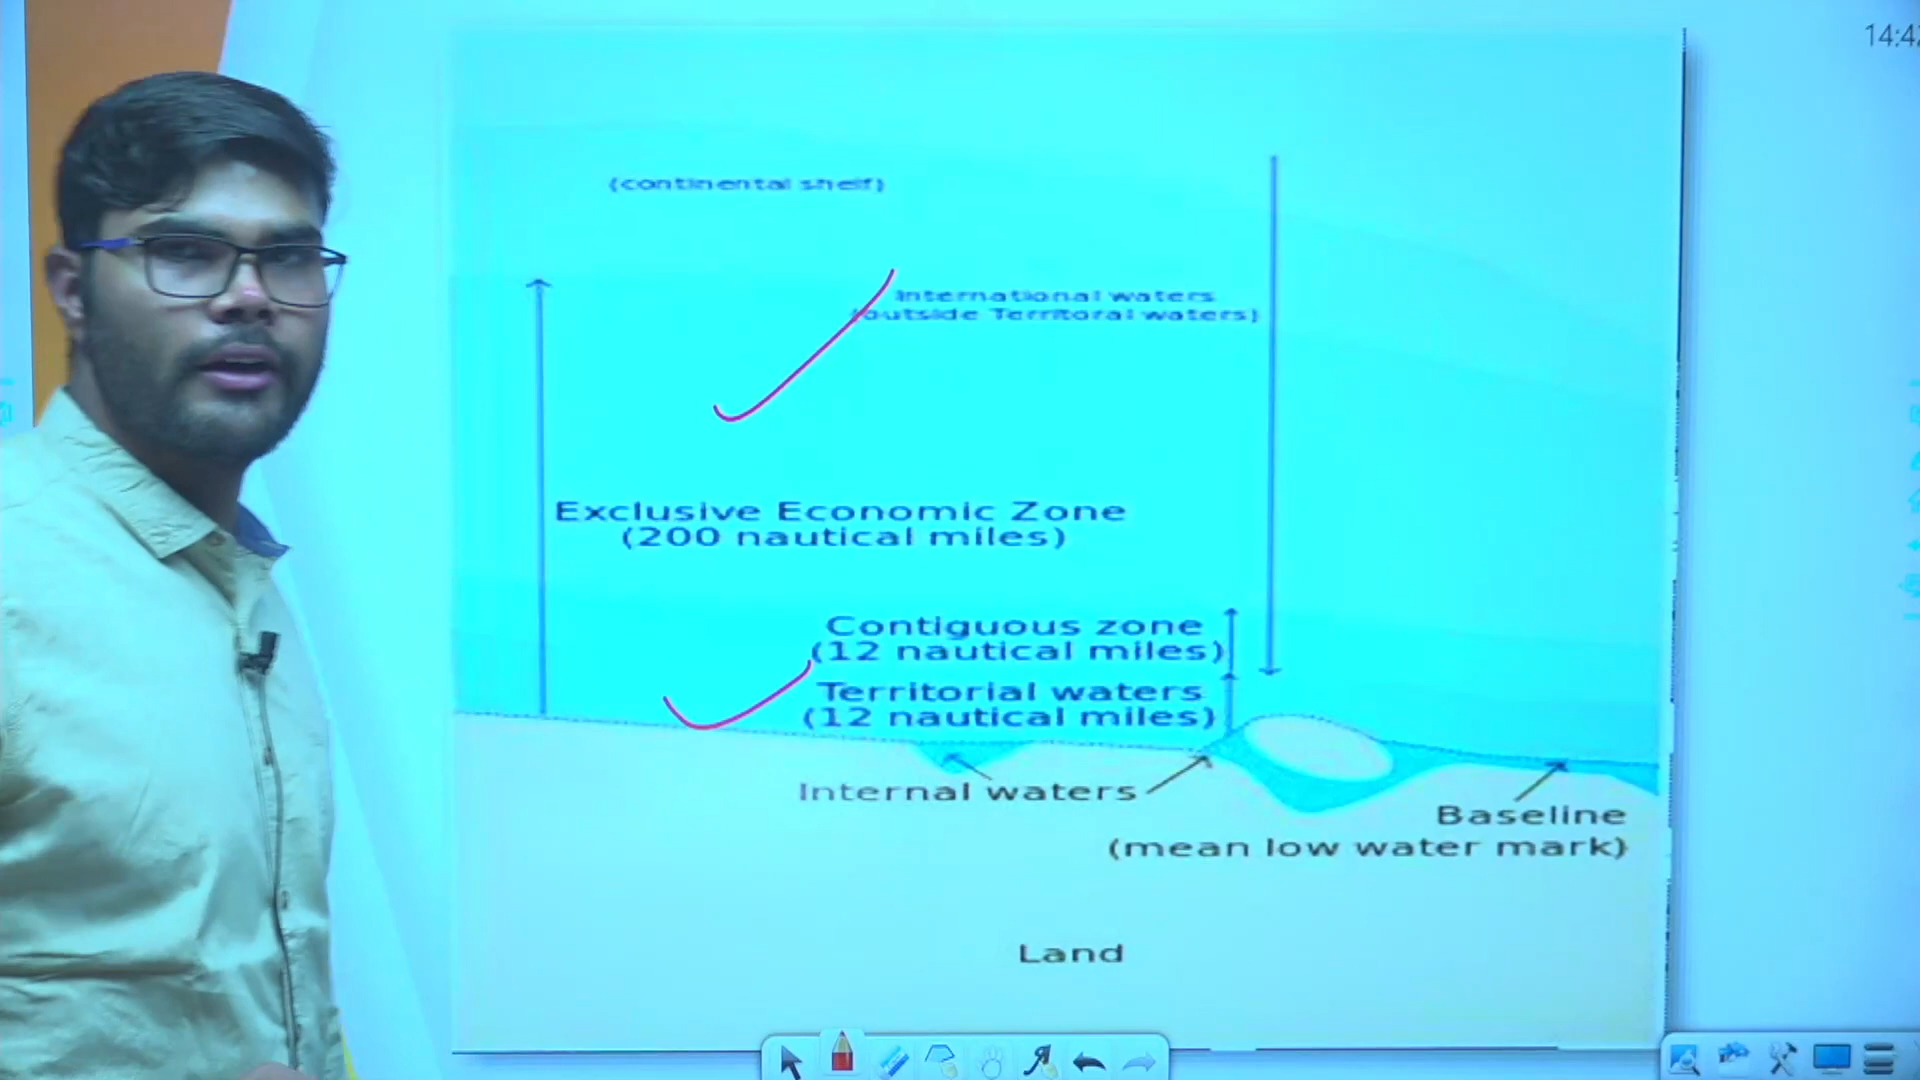 14:42
(continental shelf)
International waters
(outside Territoral waters)
Exclusive Economic Zone
(200 nautical miles)
Contiguous zone
(12 nautical miles)
Territorial waters
(12 nautical miles)
Internal waters
Baseline
(mean low water mark)
Land